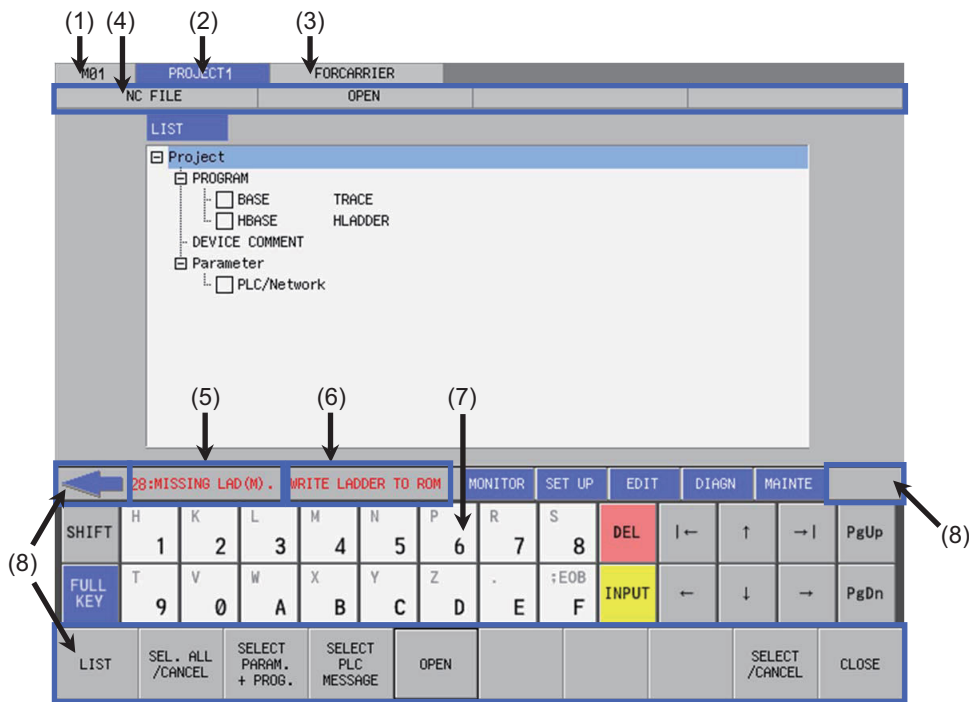 (1) (4) (2) (3)
M01 PROJECT1 FORCARRIER
NC FILE OPEN
LIST
Project
PROGRAM
BASE TRACE
HBASE HLADDER
DEVICE COMMENT
Parameter
PLC/Network
(5) (6) (7)
28:MISSING LAD(M). WRITE LADDER TO ROM MONITOR SET UP EDIT DIAGN MAINTE
(8)
SHIFT H 1 K 2 L 3 M 4 N 5 P 6 R 7 S 8 DEL |← ↑ →| PgUp
(8)
FULL KEY T 9 V 0 W A X B Y C Z D . E ;EOB F INPUT ← ↓ → PgDn
LIST
SEL. ALL
/CANCEL
SELECT
PARAM.
+ PROG.
SELECT
PLC
MESSAGE
OPEN
SELECT
/CANCEL
CLOSE